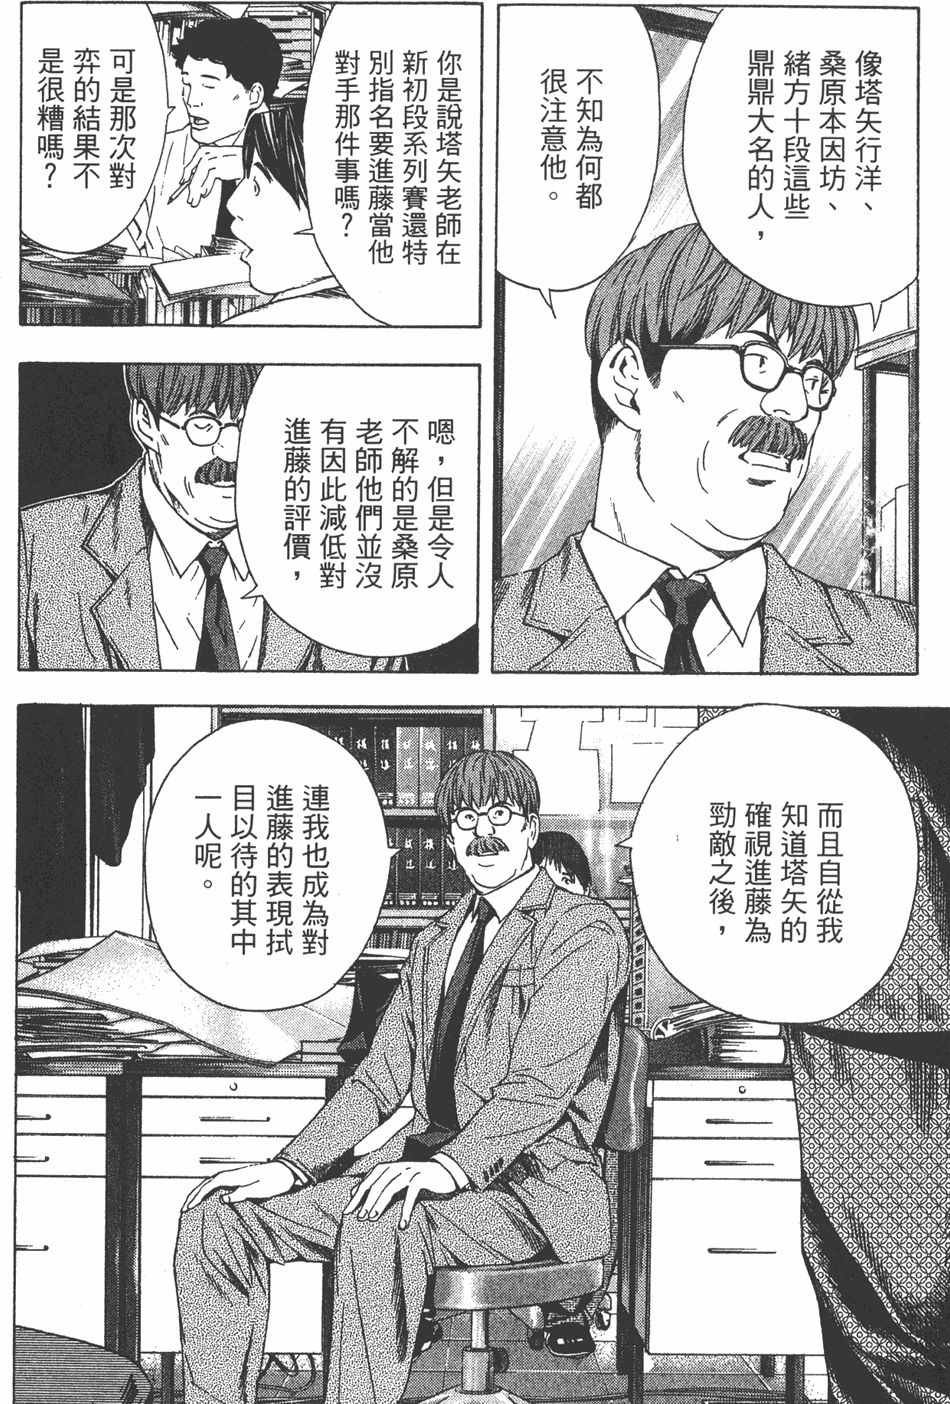 像塔矢行洋、
桑原本因坊、
緒方十段這些
鼎鼎大名的人，
不知為何都
很注意他。
你是說塔矢老師在
新初段系列賽還特
別指名要進藤當他
對手那件事嗎？
可是那次對
弈的結果不
是很糟嗎？
嗯，但是令人
不解的是桑原
老師他們並沒
有因此減低對
進藤的評價，
而且自從我
知道塔矢的
確視進藤為
勁敵之後，
連我也成為對
進藤的表現拭
目以待的其中
一人呢。